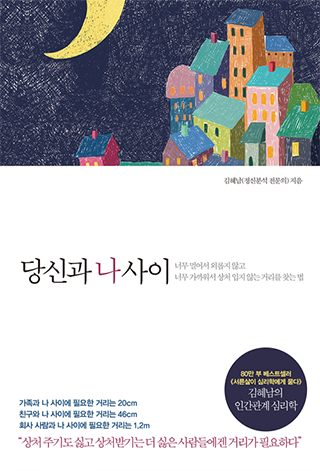 김혜남(정신분석 전문의) 지음
당신과 나 사이
너무 멀어서 외롭지 않고
너무 가까워서 상처 입지 않는 거리를 찾는 법
80만 부 베스트셀러
《서른살이 심리학에게 묻다》
김혜남의
인간관계 심리학
가족과 나 사이에 필요한 거리는 20cm
친구와 나 사이에 필요한 거리는 46cm
회사 사람과 나 사이에 필요한 거리는 1.2m
“상처 주기도 싫고 상처받기는 더 싫은 사람들에겐 거리가 필요하다”